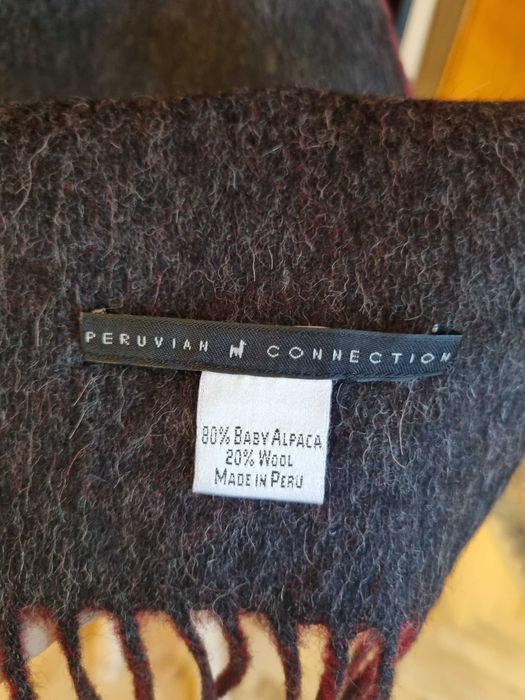 PERUVIAN CONNECTION
80% BABY ALPACA
20% WOOL
MADE IN PERU